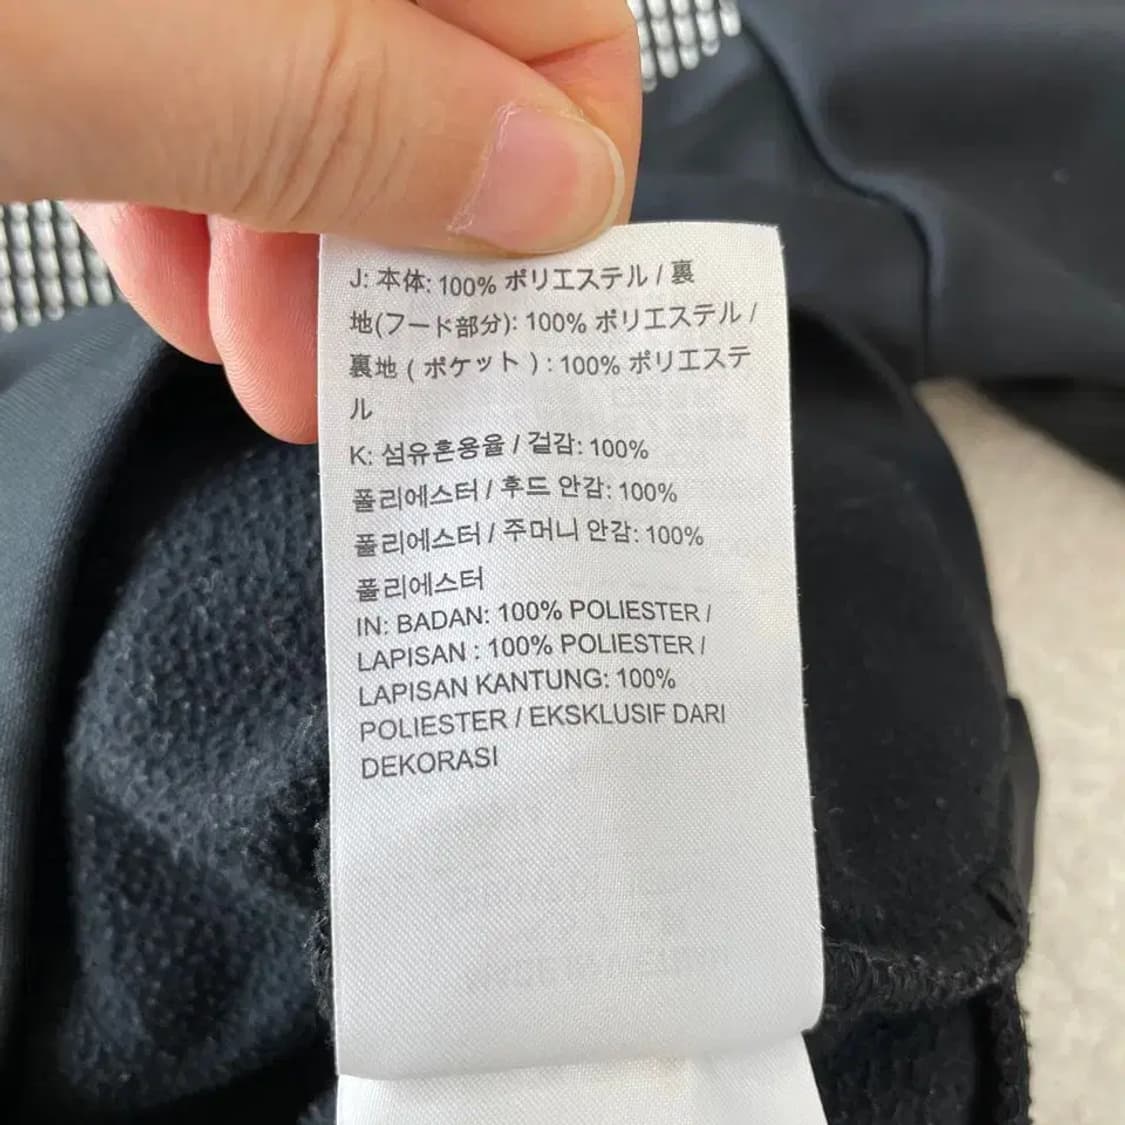 J: 本体: 100% ポリエステル / 裏
地(フード部分): 100% ポリエステル /
裏地 ( ポケット ) : 100% ポリエステ
ル
K: 섬유혼용율 / 겉감: 100%
폴리에스터 / 후드 안감: 100%
폴리에스터 / 주머니 안감: 100%
폴리에스터
IN: BADAN: 100% POLIESTER /
LAPISAN : 100% POLIESTER /
LAPISAN KANTUNG: 100%
POLIESTER / EKSKLUSIF DARI
DEKORASI